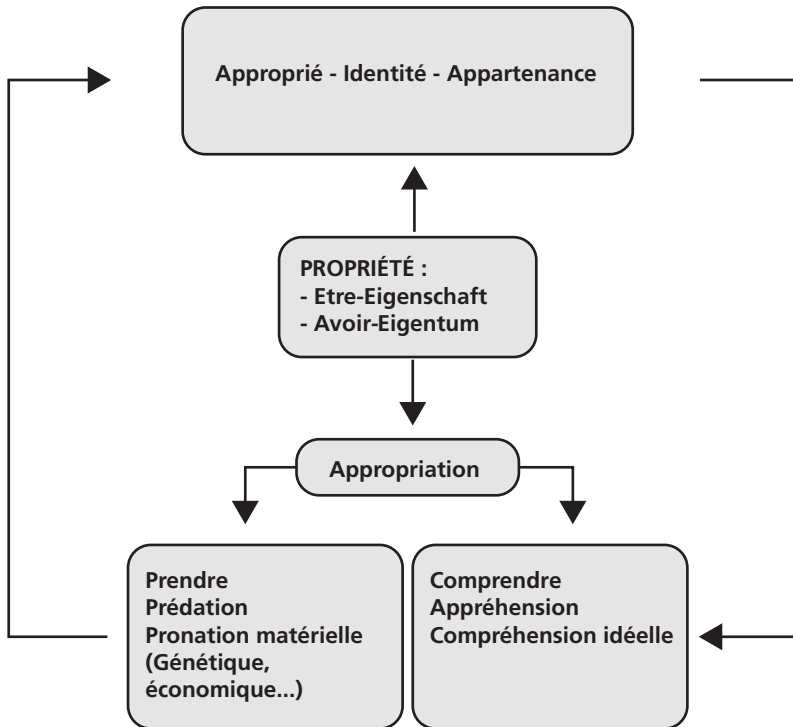 Approprié - Identité - Appartenance
PROPRIÉTÉ :
- Etre-Eigenschaft
- Avoir-Eigentum
Appropriation
Prendre
Prédation
Pronation matérielle
(Génétique,
économique...)
Comprendre
Appréhension
Compréhension idéelle